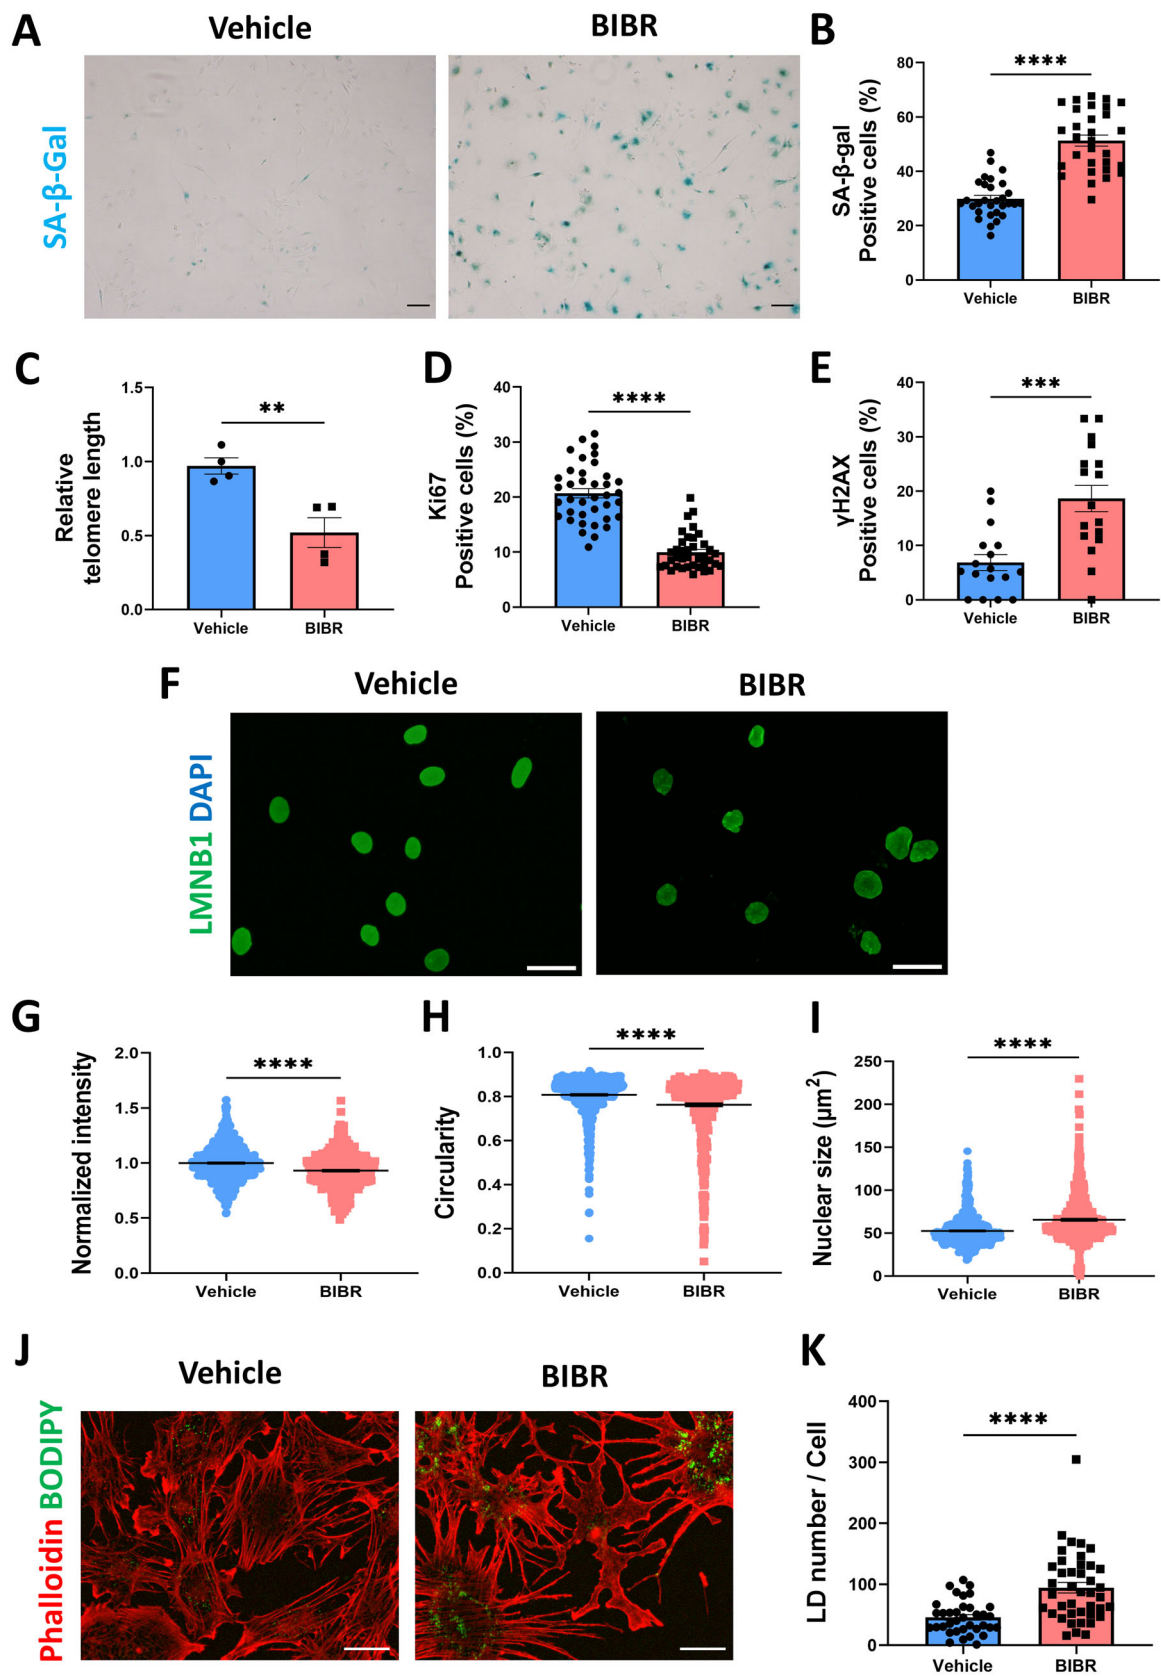 A
Vehicle
BIBR
SA-β-Gal
B
****
SA-β-gal
Positive cells (%)
80
60
40
20
0
Vehicle
BIBR
C
**
Relative
telomere length
1.5
1.0
0.5
0.0
Vehicle
BIBR
D
****
Ki67
Positive cells (%)
40
30
20
10
0
Vehicle
BIBR
E
***
γH2AX
Positive cells (%)
40
30
20
10
0
Vehicle
BIBR
F
Vehicle
BIBR
LMNB1 DAPI
G
****
Normalized intensity
2.0
1.5
1.0
0.5
0.0
Vehicle
BIBR
H
****
Circularity
1.0
0.8
0.6
0.4
0.2
0.0
Vehicle
BIBR
I
****
Nuclear size (µm²)
250
200
150
100
50
0
Vehicle
BIBR
J
Vehicle
BIBR
Phalloidin BODIPY
K
****
LD number / Cell
400
300
200
100
0
Vehicle
BIBR